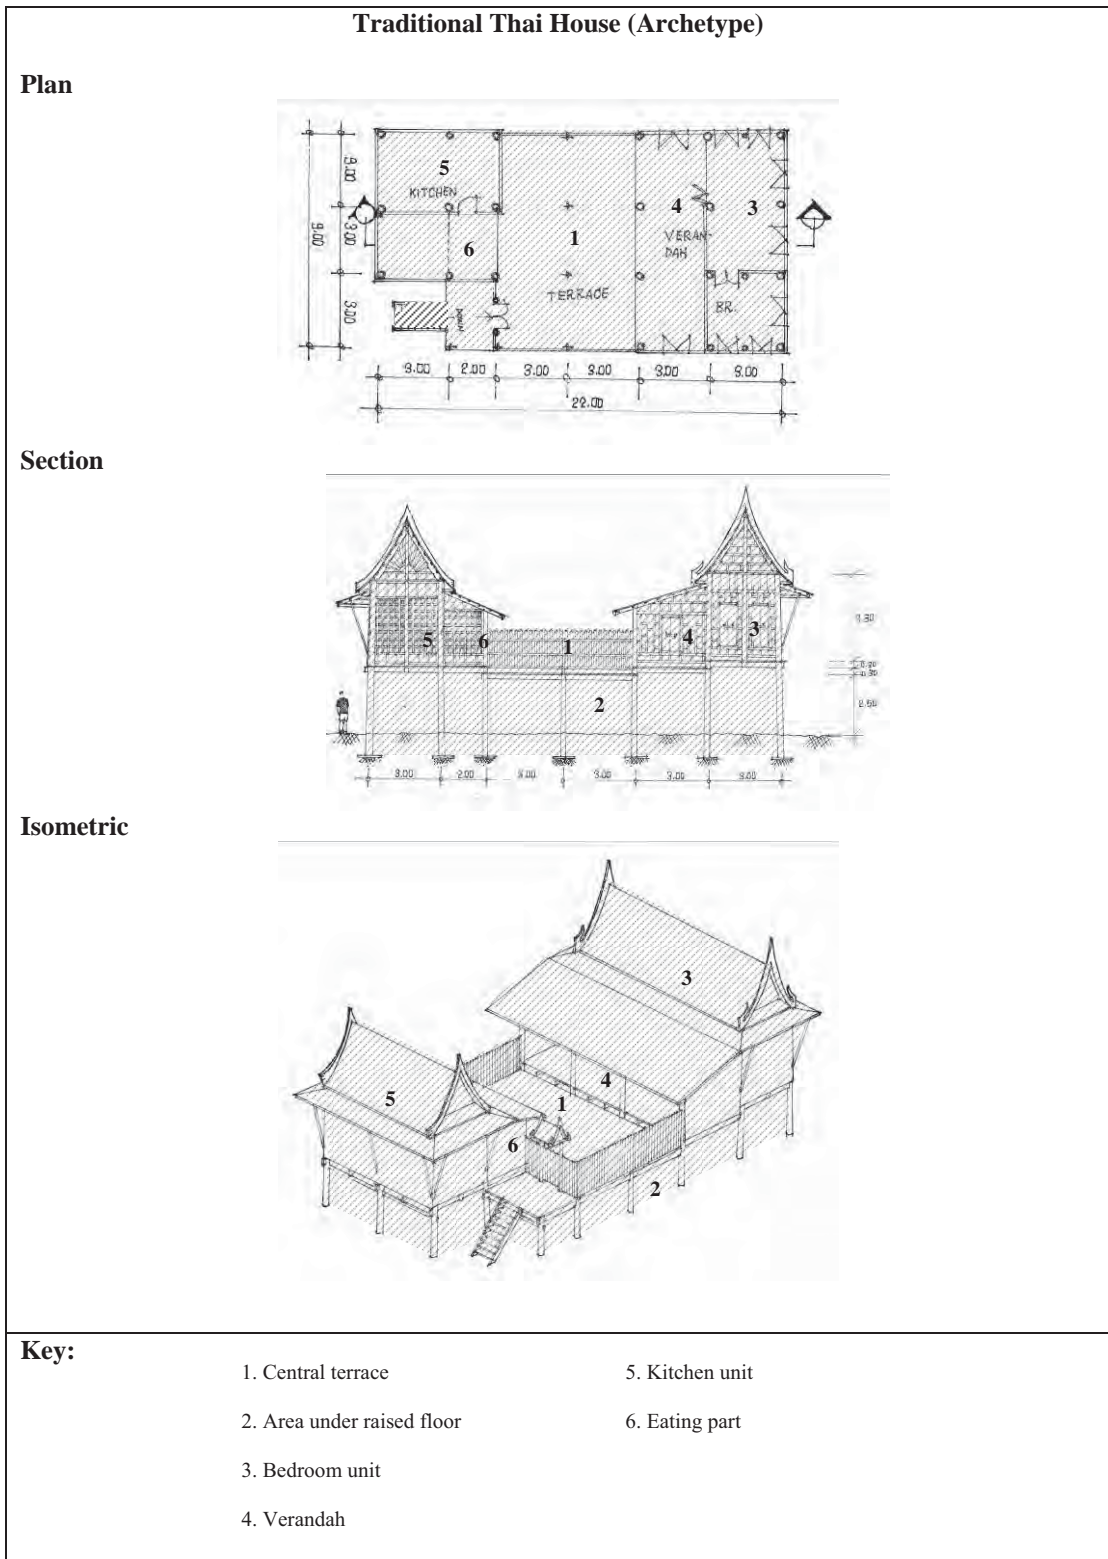 Traditional Thai House (Archetype)
Plan
5
KITCHEN
4
3
1
VERAN-
DAH
6
TERRACE
BR.
DOWN
3.00
3.00
3.00
9.00
3.00 2.00 3.00 3.00 3.00 3.00
22.00
Section
5 6 1 4 3
2
2.50
3.00 2.00 3.00 3.00 3.00 3.00
Isometric
3
4
5
1
6
2
Key:
1. Central terrace
2. Area under raised floor
3. Bedroom unit
4. Verandah
5. Kitchen unit
6. Eating part